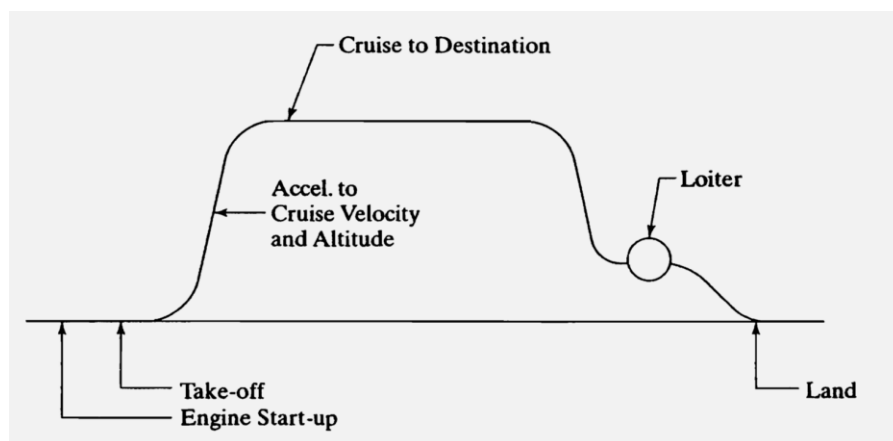 Cruise to Destination
Accel. to
Cruise Velocity
and Altitude
Loiter
Take-off
Engine Start-up
Land